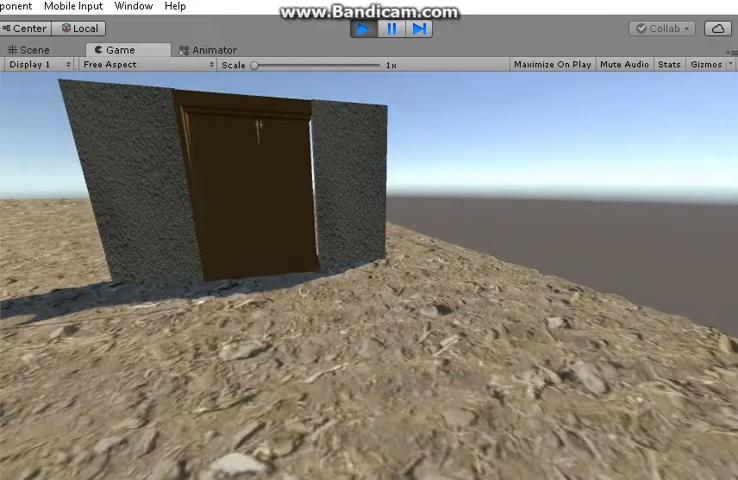 ponent Mobile Input Window Help
www.Bandicam.com
Center Local
Collab
Scene Game Animator
Display 1 Free Aspect Scale 1x Maximize On Play Mute Audio Stats Gizmos